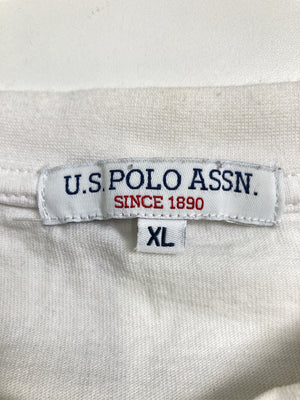 U.S. POLO ASSN.
SINCE 1890
XL